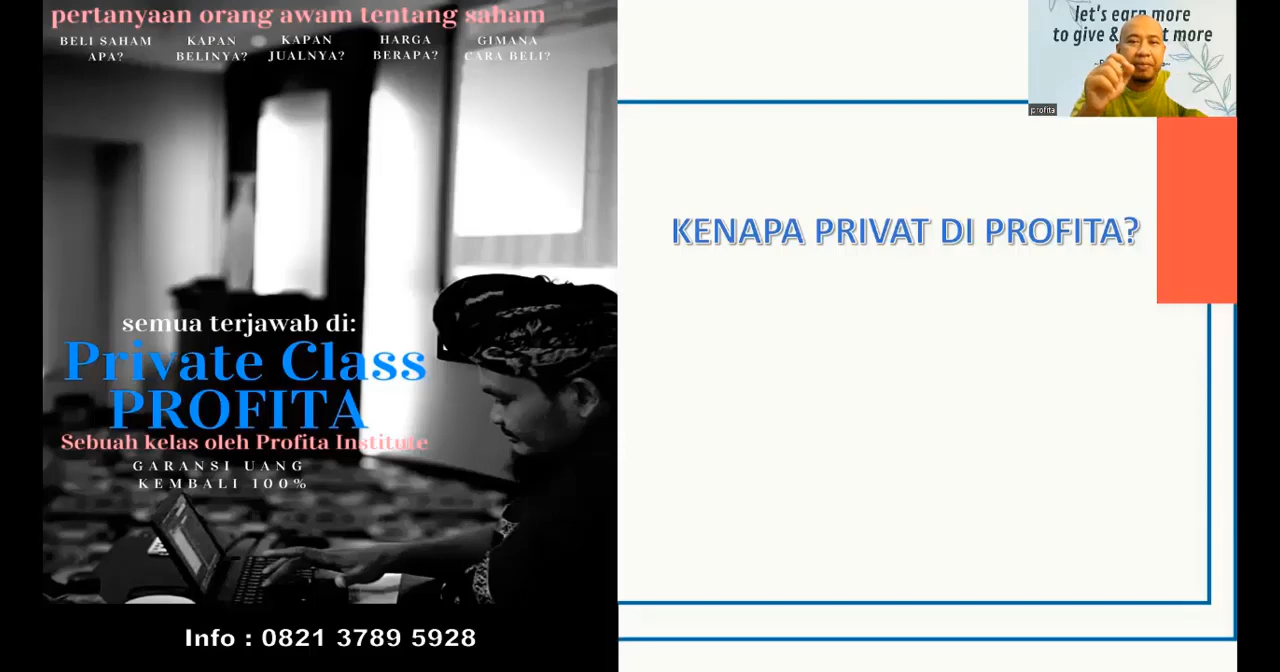 pertanyaan orang awam tentang saham
BELI SAHAM APA?
KAPAN BELINYA?
KAPAN JUALNYA?
HARGA BERAPA?
GIMANA CARA BELI?
semua terjawab di:
Private Class
PROFITA
Sebuah kelas oleh Profita Institute
GARANSI UANG
KEMBALI 100%
Info : 0821 3789 5928
KENAPA PRIVAT DI PROFITA?
let's earn more
to give & more
profita